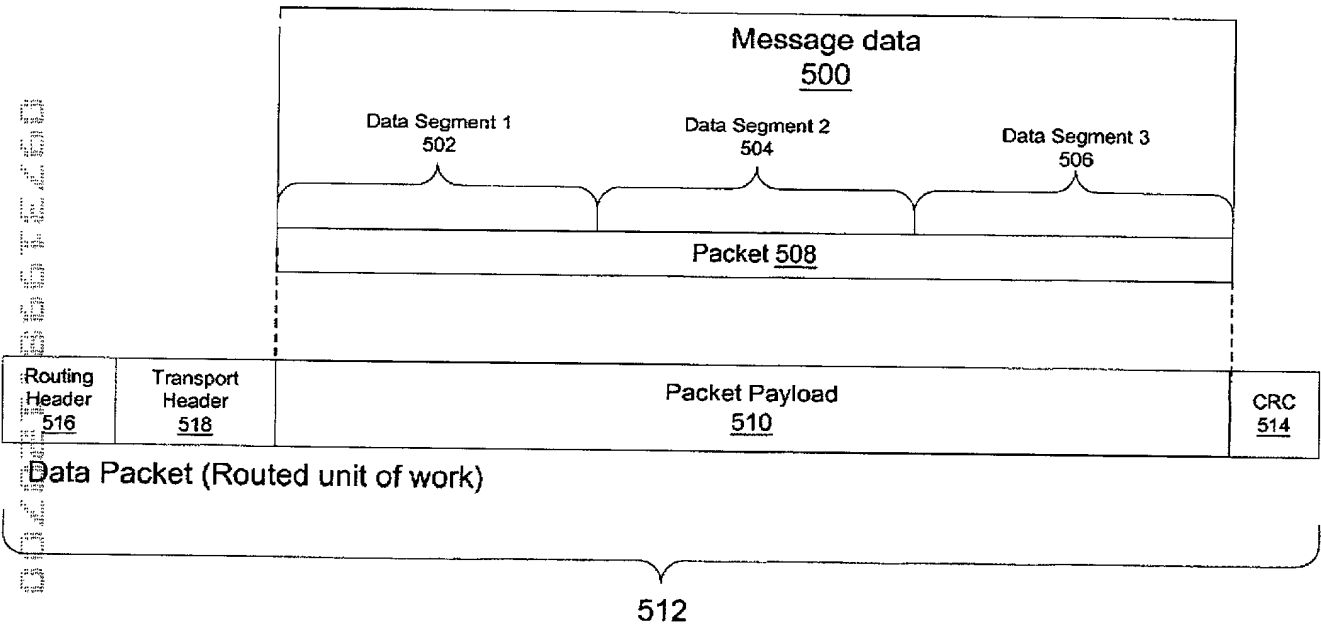 Message data
500
Data Segment 1
502
Data Segment 2
504
Data Segment 3
506
Packet 508
Routing
Header
516
Transport
Header
518
Packet Payload
510
CRC
514
Data Packet (Routed unit of work)
512